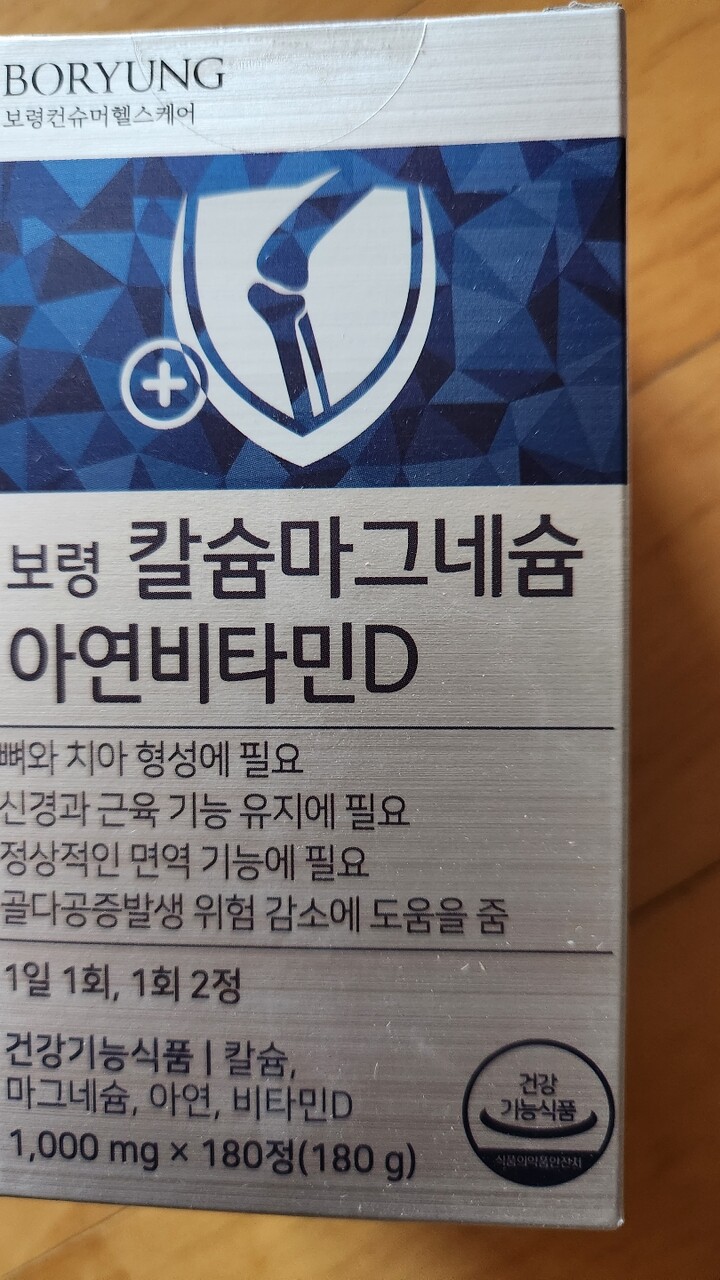 BORYUNG
보령컨슈머헬스케어
보령 칼슘마그네슘
아연비타민D
뼈와 치아 형성에 필요
신경과 근육 기능 유지에 필요
정상적인 면역 기능에 필요
골다공증발생 위험 감소에 도움을 줌
1일 1회, 1회 2정
건강기능식품 | 칼슘,
마그네슘, 아연, 비타민D
1,000 mg × 180정(180 g)
건강
기능식품
식품의약품안전처